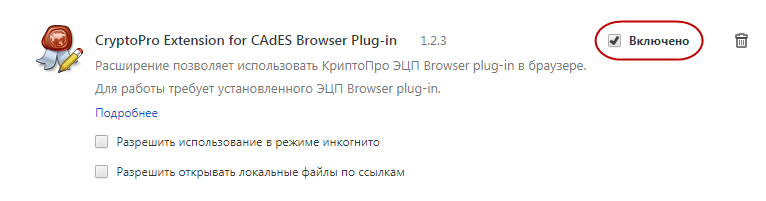 CryptoPro Extension for CAdES Browser Plug-in 1.2.3 Включено
Расширение позволяет использовать КриптоПро ЭЦП Browser plug-in в браузере.
Для работы требует установленного ЭЦП Browser plug-in.
Подробнее
Разрешить использование в режиме инкогнито
Разрешить открывать локальные файлы по ссылкам